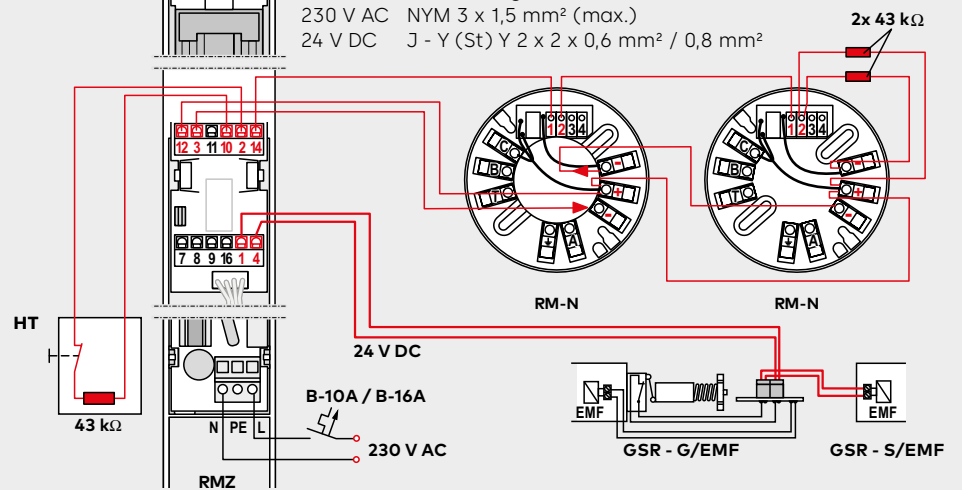 230 V AC NYM 3 x 1,5 mm² (max.)
24 V DC J - Y (St) Y 2 x 2 x 0,6 mm² / 0,8 mm²
2x 43 kΩ
12 3 11 10 2 14
1 2 3 4
C
B
T
-
+
-
A
1 2 3 4
C
B
T
-
+
-
A
7 8 9 16 1 4
RM-N
RM-N
HT
24 V DC
B-10A / B-16A
EMF
EMF
43 kΩ
N PE L
230 V AC
GSR - G/EMF
GSR - S/EMF
RMZ